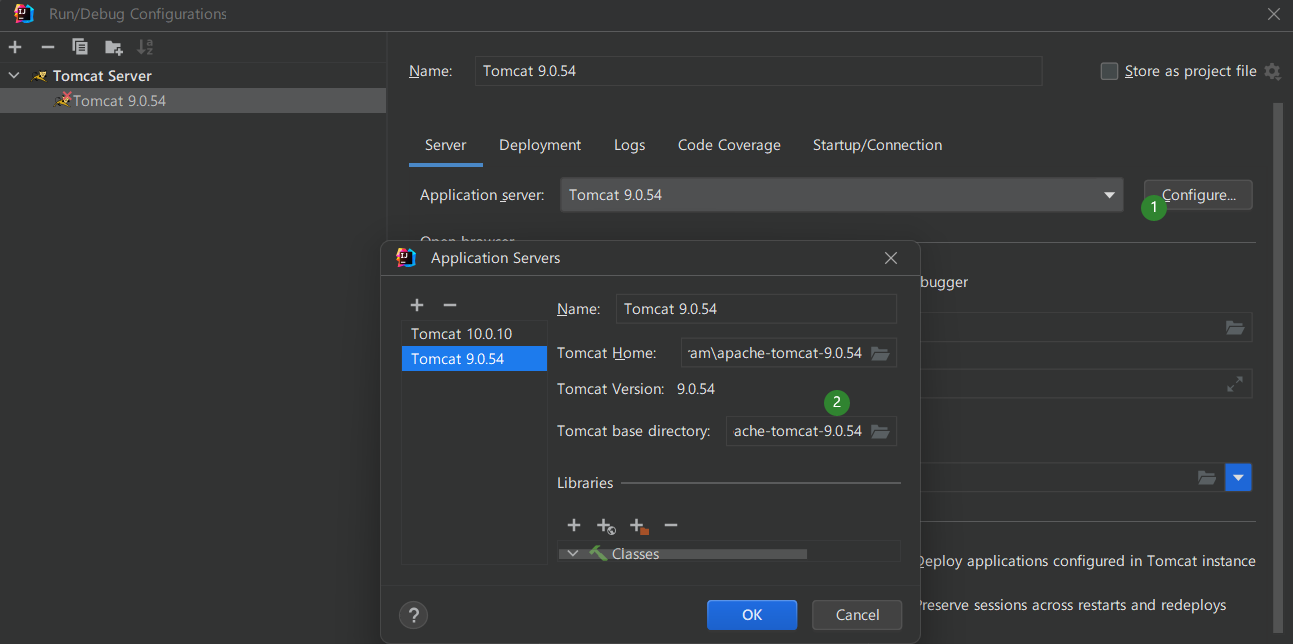 Run/Debug Configurations
Tomcat Server
Tomcat 9.0.54
Name: Tomcat 9.0.54
Store as project file
Server Deployment Logs Code Coverage Startup/Connection
Application server: Tomcat 9.0.54 Configure...
1
Open browser
Application Servers
bugger
Name: Tomcat 9.0.54
Tomcat 10.0.10
Tomcat 9.0.54
Tomcat Home: am\apache-tomcat-9.0.54
Tomcat Version: 9.0.54
2
Tomcat base directory: ache-tomcat-9.0.54
Libraries
Classes
Deploy applications configured in Tomcat instance
Preserve sessions across restarts and redeploys
? OK Cancel